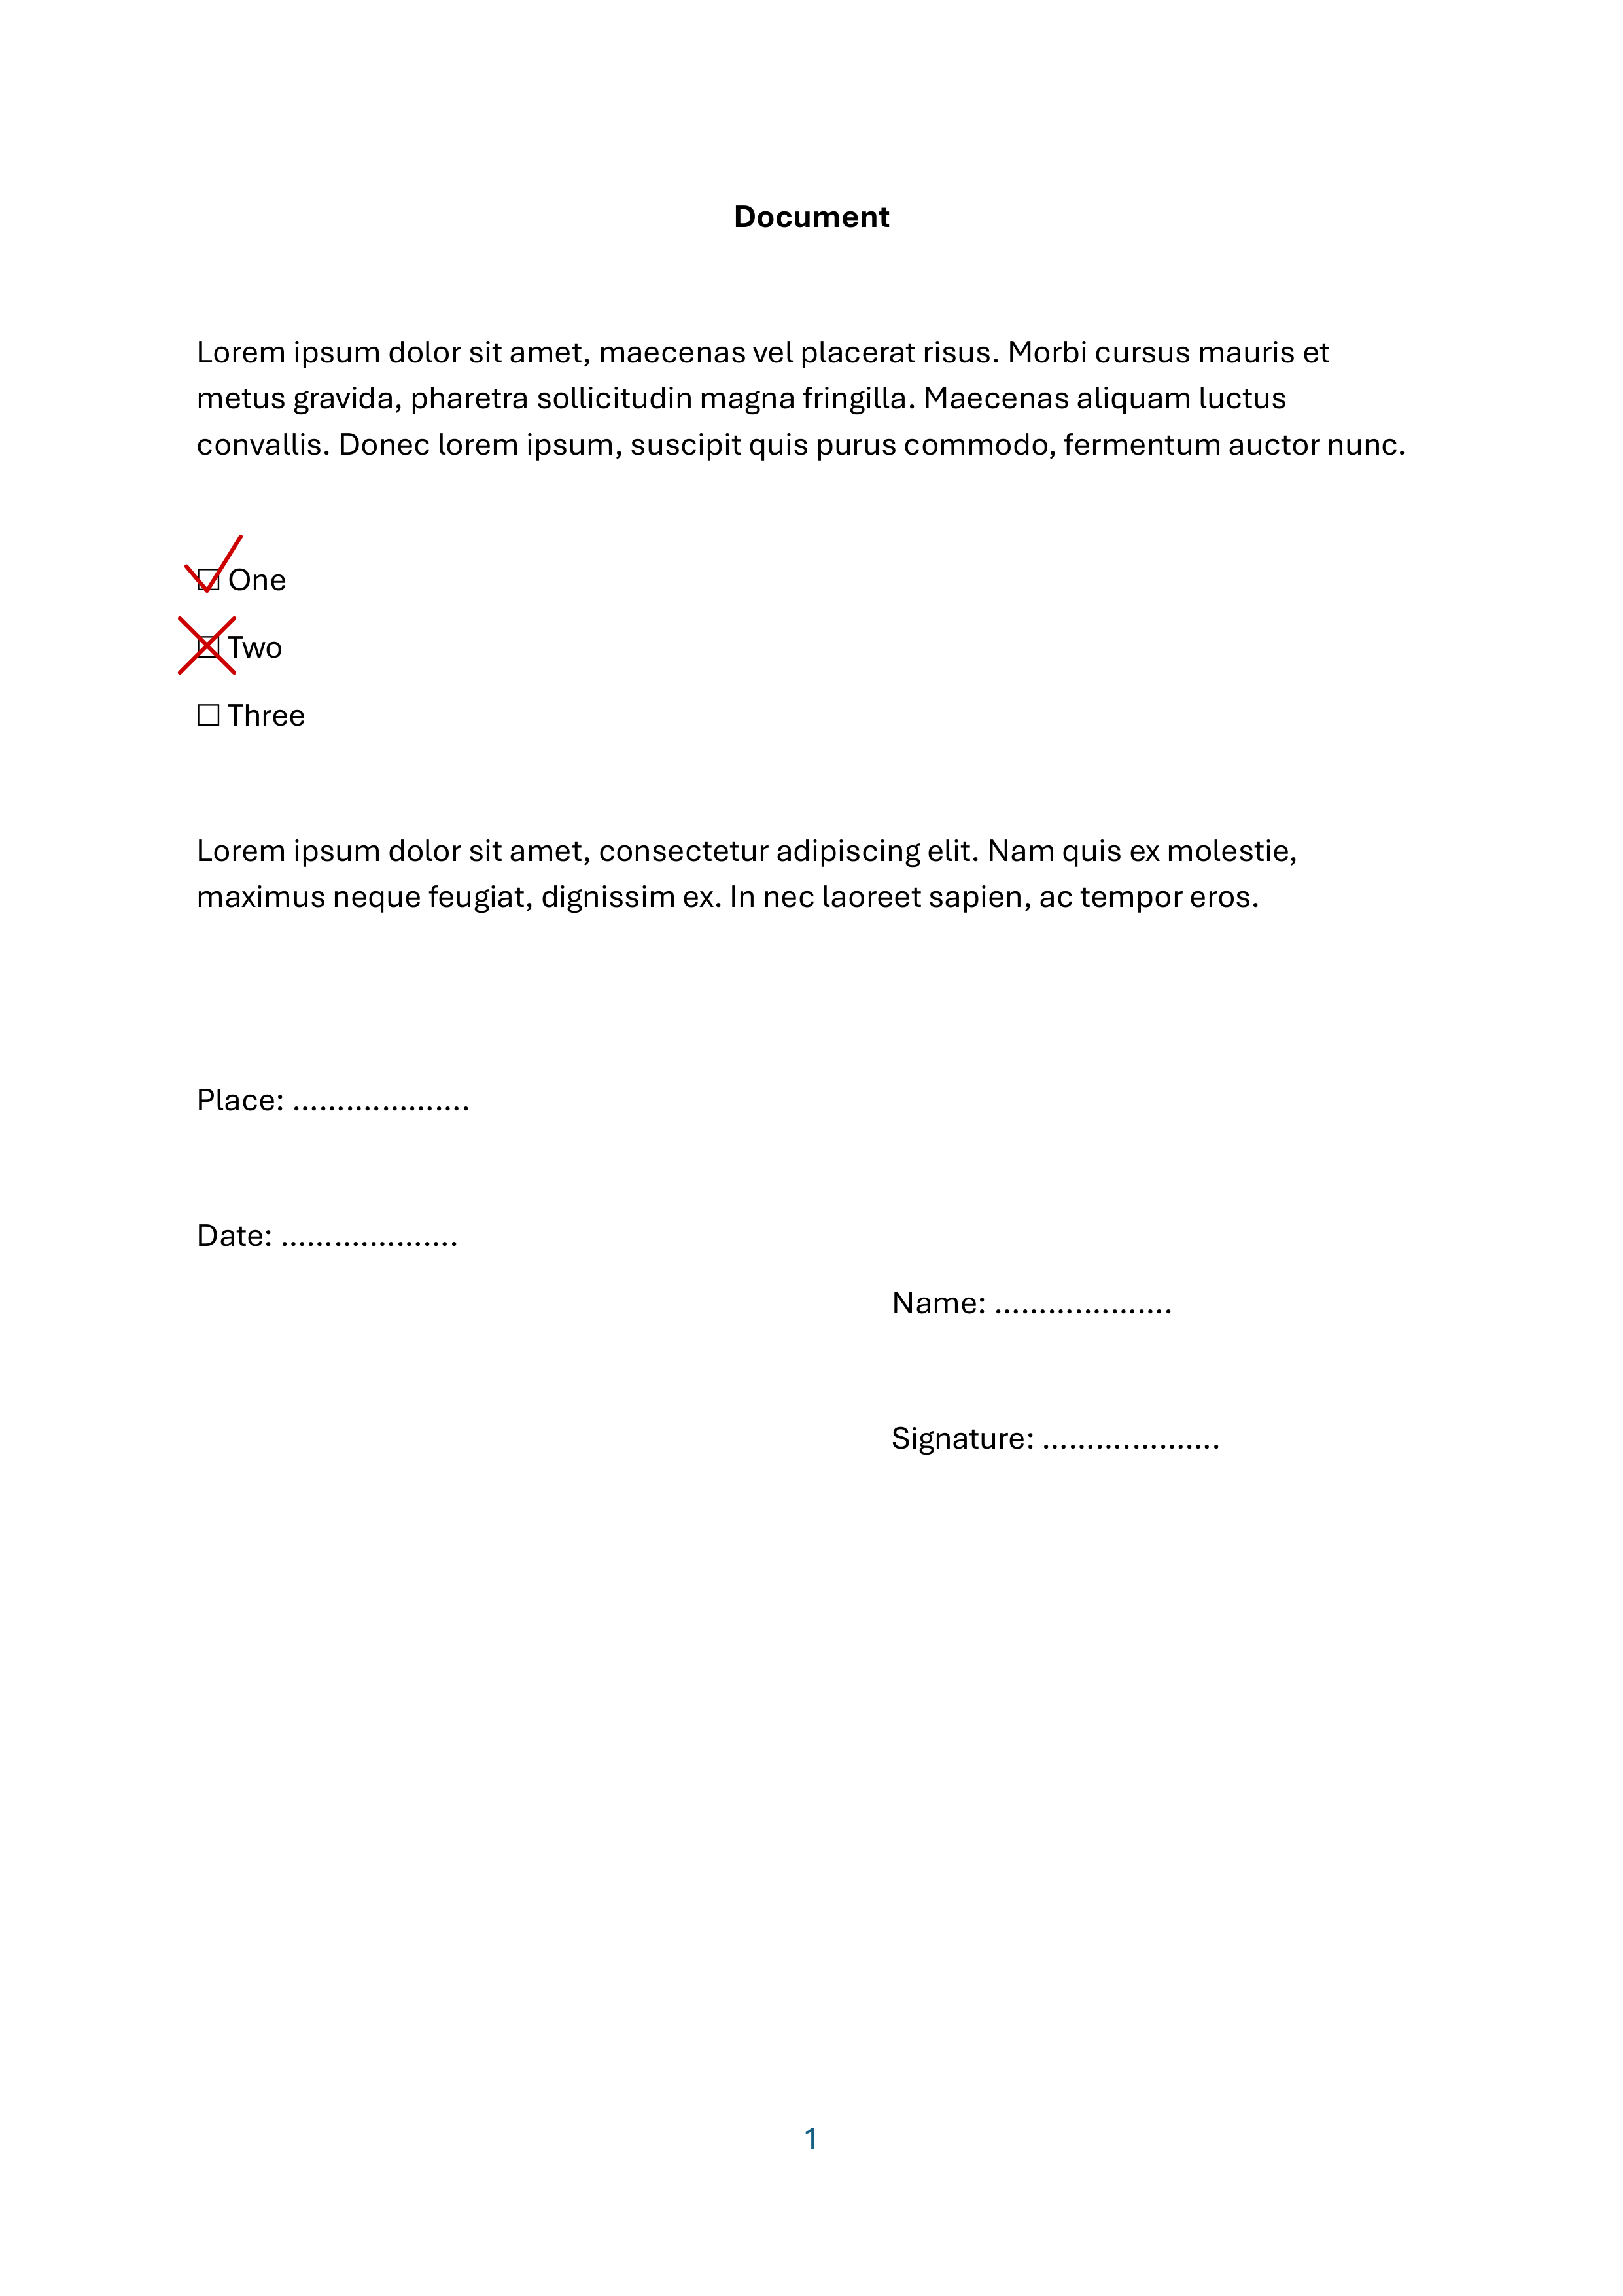 Document
Lorem ipsum dolor sit amet, maecenas vel placerat risus. Morbi cursus mauris et
metus gravida, pharetra sollicitudin magna fringilla. Maecenas aliquam luctus
convallis. Donec lorem ipsum, suscipit quis purus commodo, fermentum auctor nunc.
☐ One
☐ Two
☐ Three
Lorem ipsum dolor sit amet, consectetur adipiscing elit. Nam quis ex molestie,
maximus neque feugiat, dignissim ex. In nec laoreet sapien, ac tempor eros.
Place: ....................
Date: ....................
Name: ....................
Signature: ....................
1